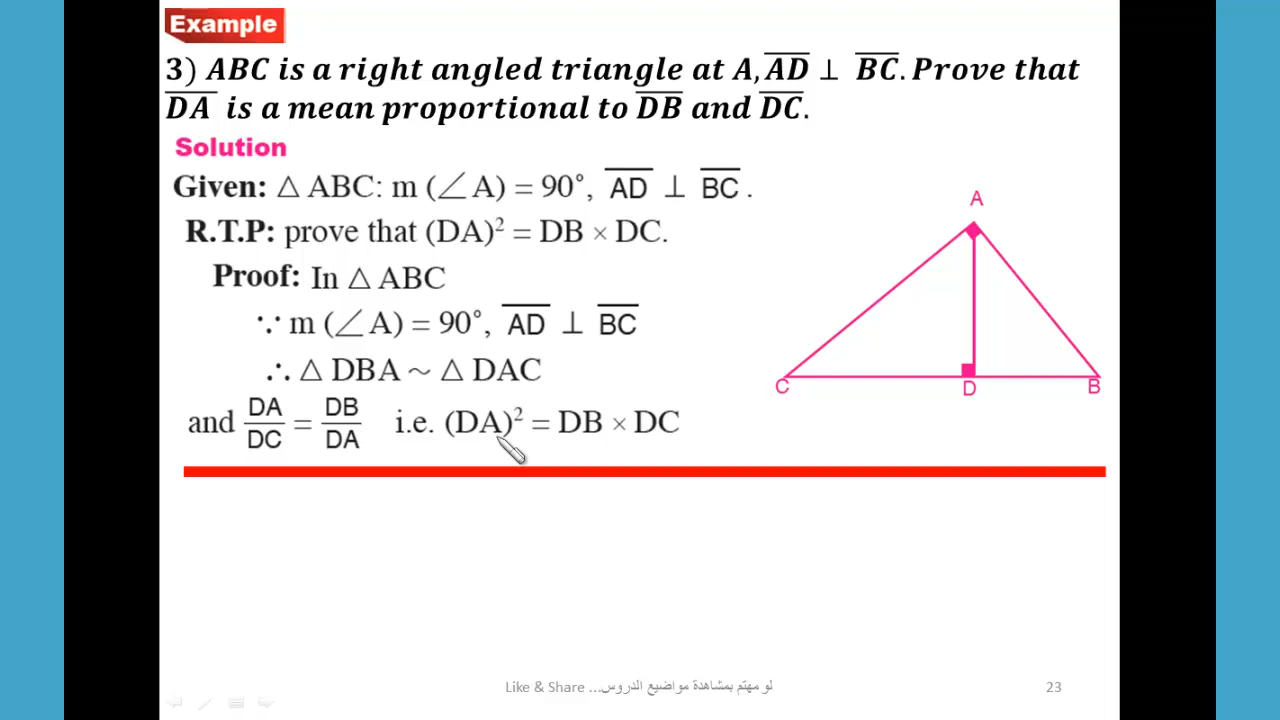 Example
3) ABC is a right angled triangle at A, AD ⊥ BC. Prove that
DA is a mean proportional to DB and DC.
Solution
Given: △ ABC: m (∠ A) = 90°, AD ⊥ BC .
R.T.P: prove that (DA)² = DB × DC.
Proof: In △ ABC
∵ m (∠ A) = 90°, AD ⊥ BC
∴ △ DBA ~ △ DAC
and DA/DC = DB/DA i.e. (DA)² = DB × DC
A
C
D
B
لو مهتم بمشاهدة مواضيع الدروس... Like & Share
23